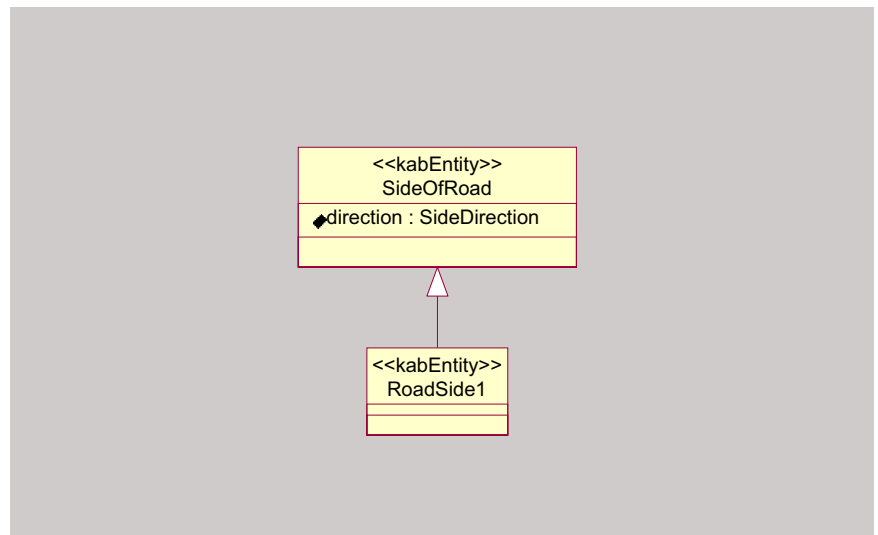 <<kabEntity>>
SideOfRoad
direction : SideDirection
<<kabEntity>>
RoadSide1